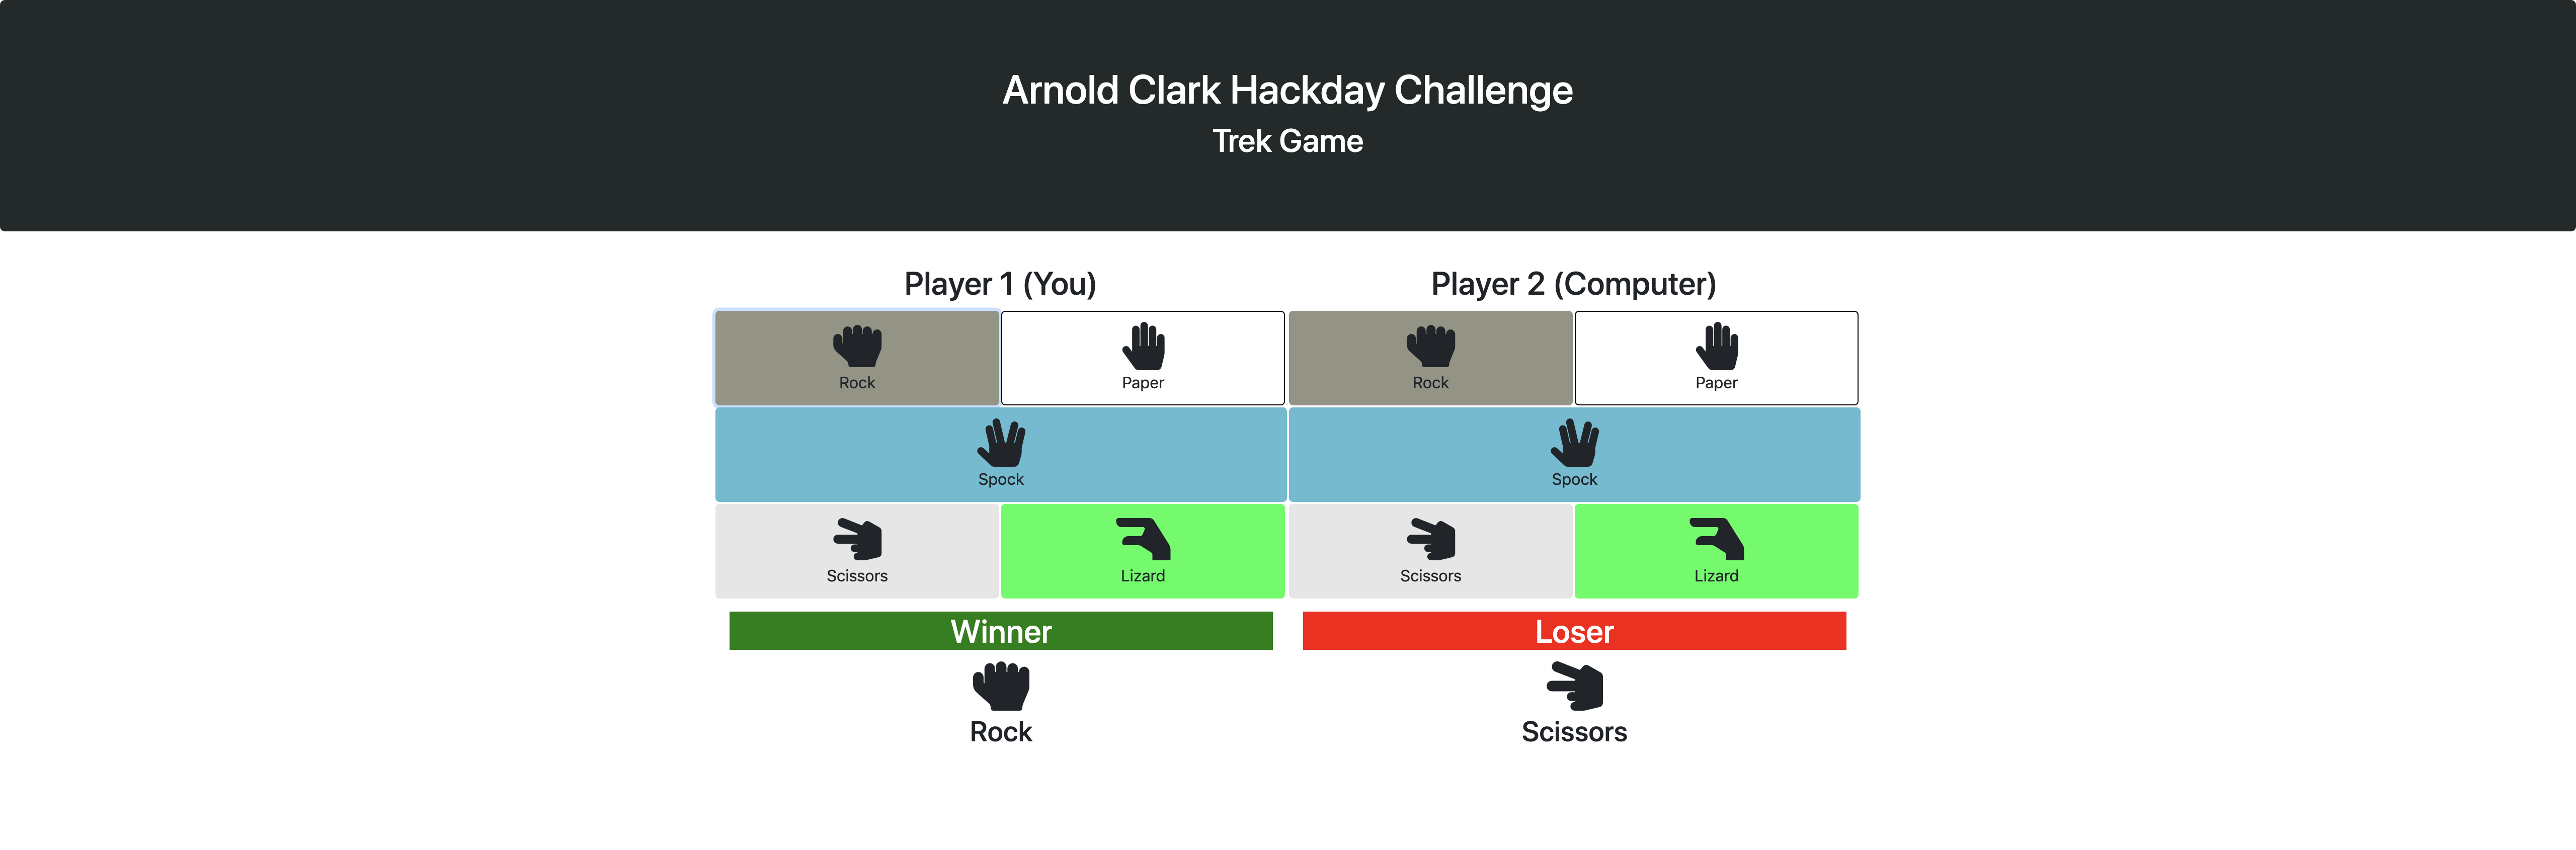 Arnold Clark Hackday Challenge
Trek Game
Player 1 (You)
Player 2 (Computer)
Rock
Paper
Rock
Paper
Spock
Spock
Scissors
Lizard
Scissors
Lizard
Winner
Loser
Rock
Scissors